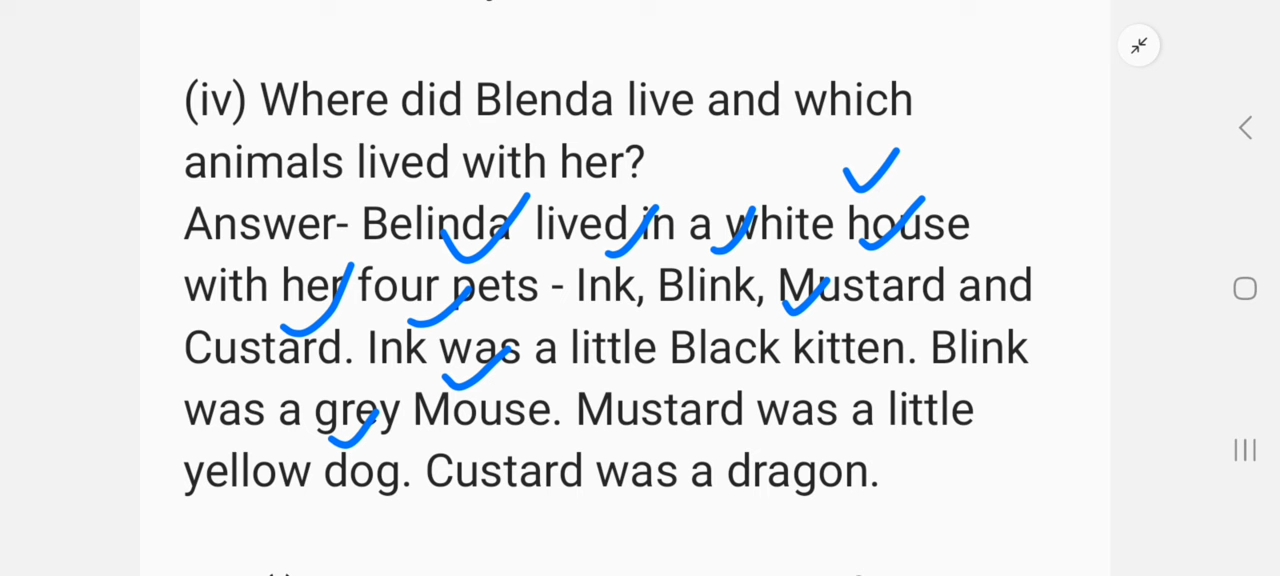 (iv) Where did Blenda live and which
animals lived with her?
Answer- Belinda lived in a white house
with her four pets - Ink, Blink, Mustard and
Custard. Ink was a little Black kitten. Blink
was a grey Mouse. Mustard was a little
yellow dog. Custard was a dragon.